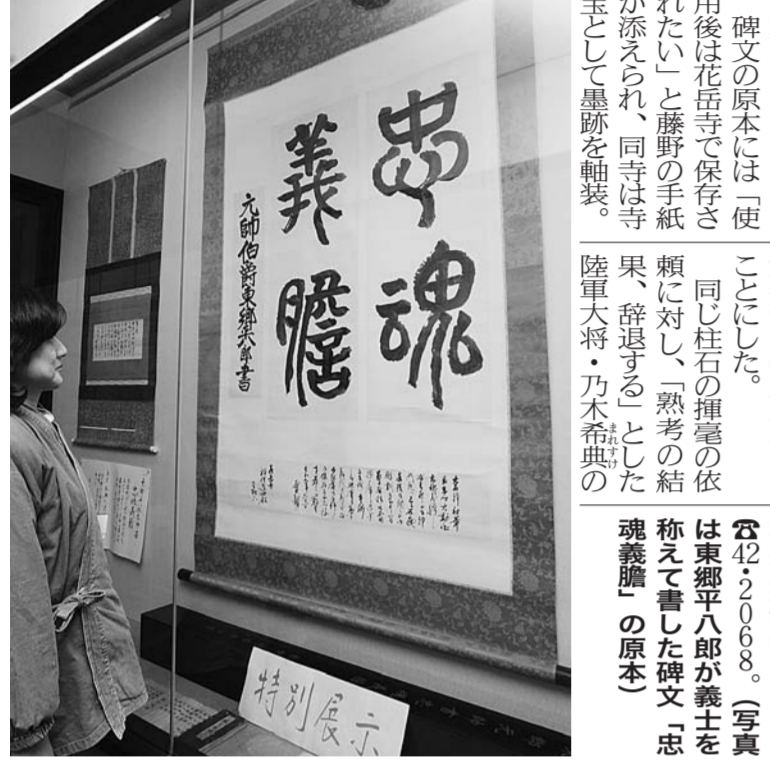 碑文の原本には「使
用後は花岳寺で保存さ
れたい」と藤野の手紙
が添えられ、同寺は寺
宝として墨跡を軸装。
ことにした。
同じ柱石の揮毫の依
頼に対し、「熟考の結
果、辞退する」とした
陸軍大将・乃木希典の
まれすけ
☎42・2068。(写真
は東郷平八郎が義士を
称えて書した碑文「忠
魂義膽」の原本)
忠魂
義膽
元帥伯爵東郷平八郎書
特別展示